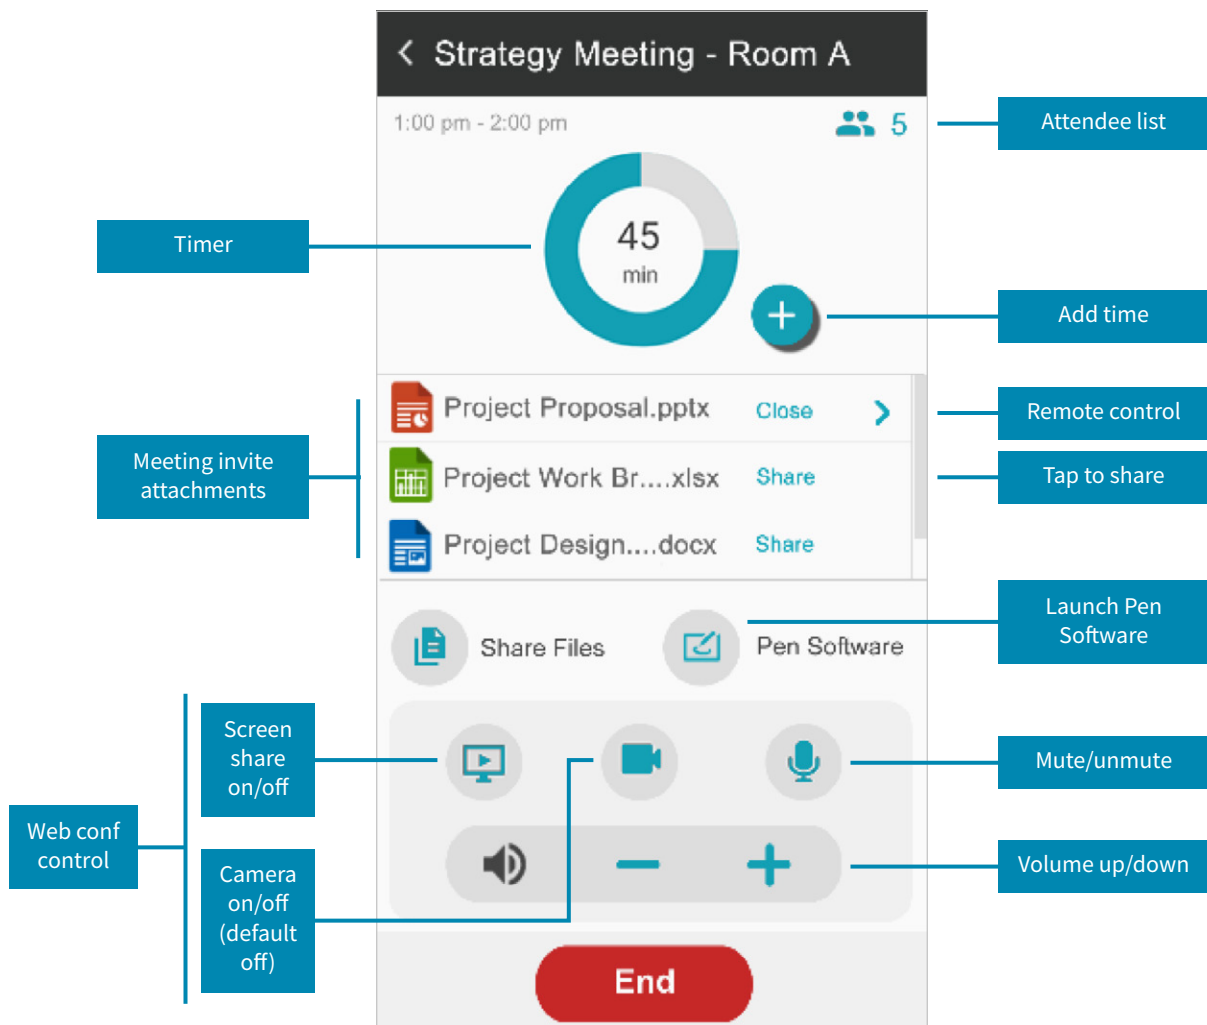 Strategy Meeting - Room A
1:00 pm - 2:00 pm
5
Attendee list
Timer
45
min
Add time
Meeting invite
attachments
Project Proposal.pptx
Close
Remote control
Project Work Br....xlsx
Share
Tap to share
Project Design....docx
Share
Share Files
Pen Software
Launch Pen
Software
Web conf
control
Screen
share
on/off
Mute/unmute
Camera
on/off
(default
off)
Volume up/down
End